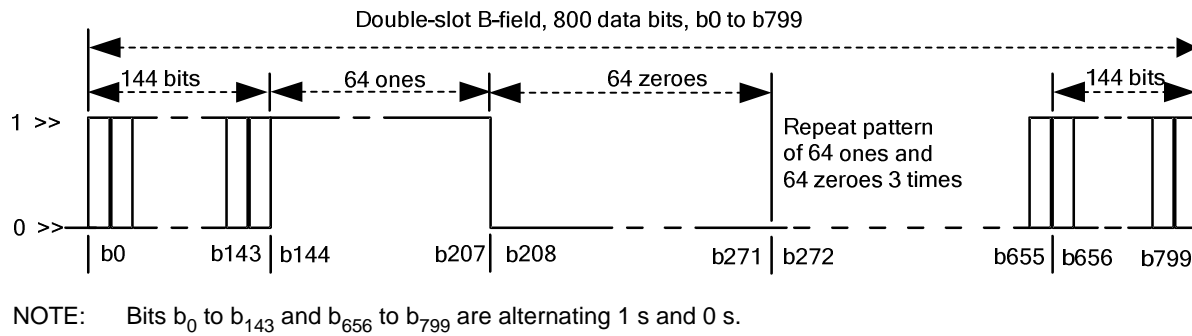 Double-slot B-field, 800 data bits, b0 to b799
144 bits 64 ones 64 zeroes 144 bits
1 >>
Repeat pattern
of 64 ones and
64 zeroes 3 times
0 >>
b0 b143 b144 b207 b208 b271 b272 b655 b656 b799
NOTE: Bits b0 to b143 and b656 to b799 are alternating 1 s and 0 s.